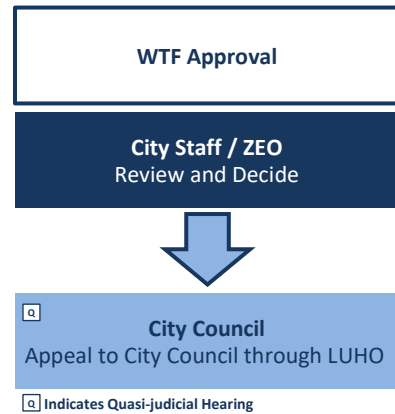 WTF Approval
City Staff / ZEO
Review and Decide
Q
City Council
Appeal to City Council through LUHO
Q Indicates Quasi-judicial Hearing